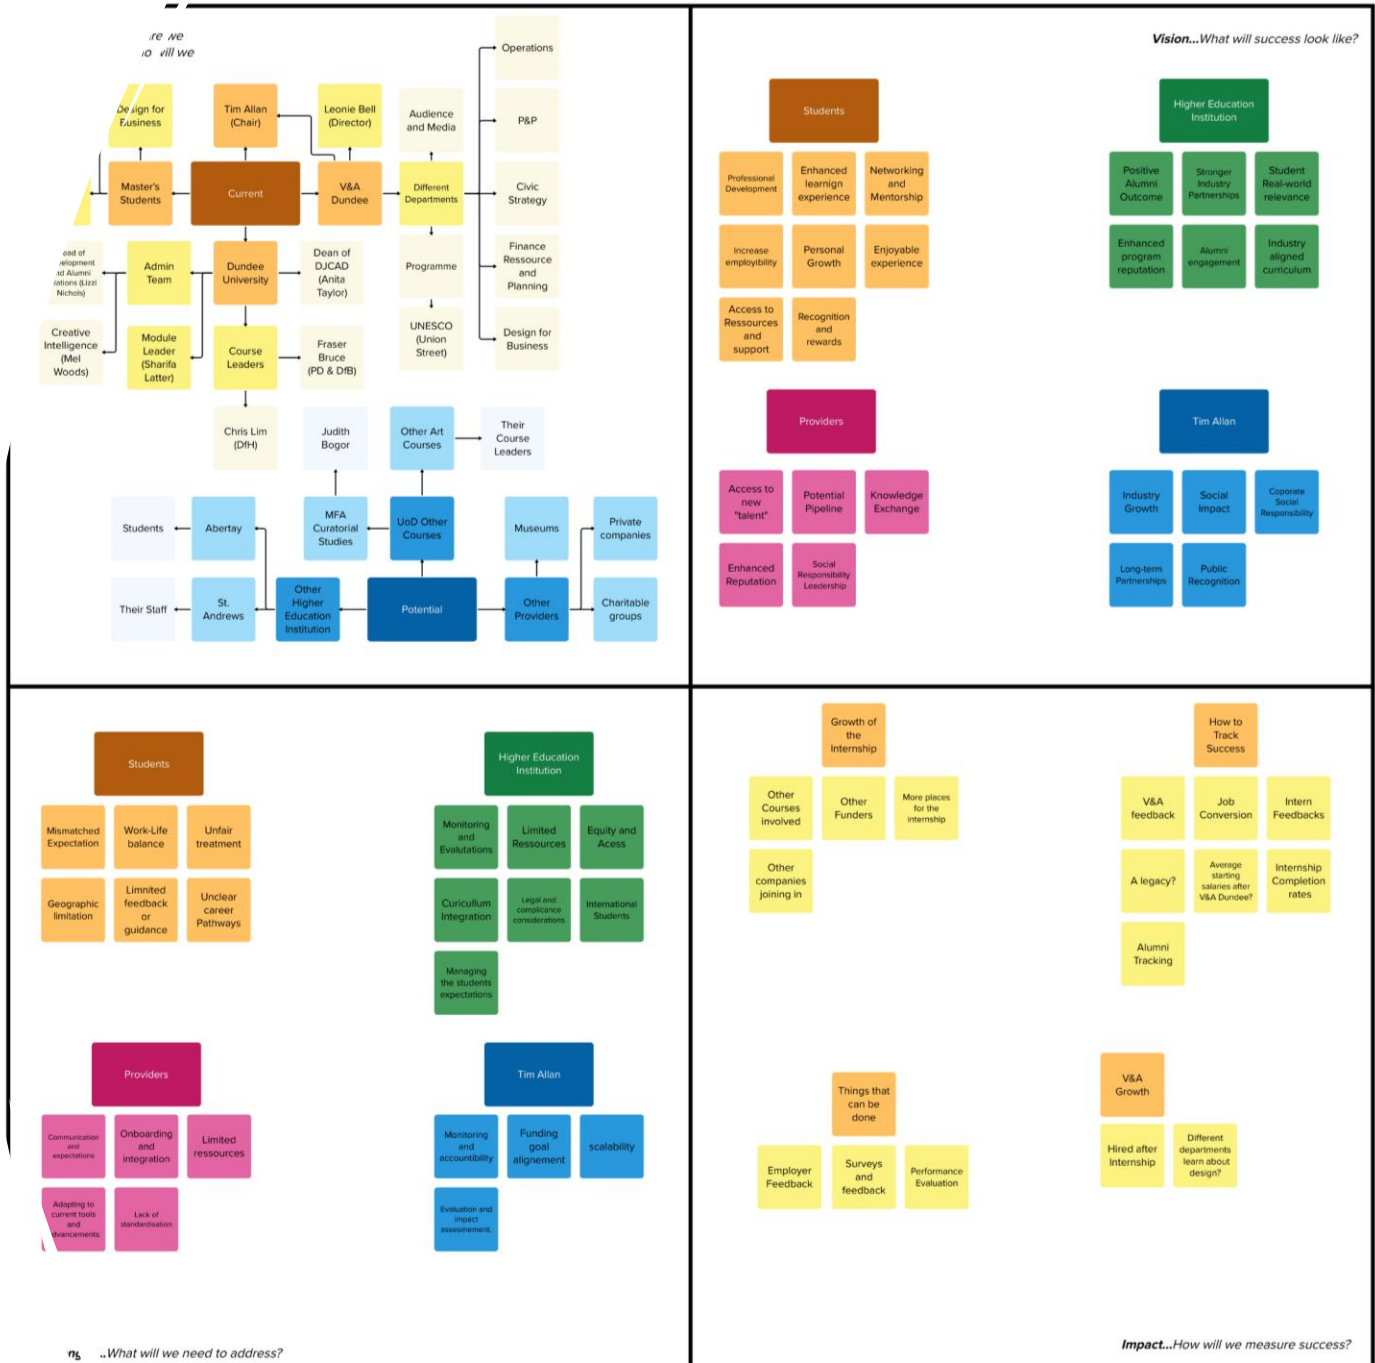 are we
will we
Operations
P&P
Civic
Strategy
Finance
Ressource
and
Planning
Design for
Business
Design for
Business
Tim Allan
(Chair)
Leonie Bell
(Director)
Audience
and Media
Master's
Students
Current
V&A
Dundee
Different
Departments
Admin
Team
Dundee
University
Dean of
DJCAD
(Anita
Taylor)
Programme
nd Alumni
(Lizzi
Nichols)
Creative
Intelligence
(Mel
Woods)
Module
Leader
(Sharifa
Latter)
Course
Leaders
Fraser
Bruce
(PD & DfB)
UNESCO
(Union
Street)
Chris Lim
(DfH)
Judith
Bogor
Other Art
Courses
Their
Course
Leaders
Students
Abertay
MFA
Curatorial
Studies
UoD Other
Courses
Museums
Private
companies
Their Staff
St.
Andrews
Other
Higher
Education
Institution
Potential
Other
Providers
Charitable
groups
Vision...What will success look like?
Students
Professional
Development
Enhanced
learnign
experience
Networking
and
Mentorship
Increase
employibility
Personal
Growth
Enjoyable
experience
Access to
Ressources
and
support
Recognition
and
rewards
Higher Education
Institution
Positive
Alumni
Outcome
Stronger
Industry
Partnerships
Student
Real-world
relevance
Enhanced
program
reputation
Alumni
engagement
Industry
aligned
curriculum
Providers
Access to
new
"talent"
Potential
Pipeline
Knowledge
Exchange
Enhanced
Reputation
Social
Responsibility
Leadership
Tim Allan
Industry
Growth
Social
Impact
Coporate
Social
Responsibility
Long-term
Partnerships
Public
Recognition
Students
Mismatched
Expectation
Work-Life
balance
Unfair
treatment
Geographic
limitation
Limnited
feedback
or
guidance
Unclear
career
Pathways
Higher Education
Institution
Monitoring
and
Evalutations
Limited
Ressources
Equity and
Acess
Curicullum
Integration
Legal and
complicance
considerations
International
Students
Managing
the students
expectations
Providers
Communication
and
expectations
Onboarding
and
integration
Limited
ressources
Adapting to
current tools
and
dvancements
Lack of
standardisation
Tim Allan
Monitoring
and
accountibility
Funding
goal
alignement
scalability
Evaluation and
impact
assesmement.
...What will we need to address?
Growth of
the
Internship
Other
Courses
involved
Other
Funders
More places
for the
internship
Other
companies
joining in
How to
Track
Success
V&A
feedback
Job
Conversion
Intern
Feedbacks
A legacy?
Average
starting
salaries after
V&A Dundee?
Internship
Completion
rates
Alumni
Tracking
Things that
can be
done
Employer
Feedback
Surveys
and
feedback
Performance
Evaluation
V&A
Growth
Hired after
Internship
Different
departments
learn about
design?
Impact...How will we measure success?